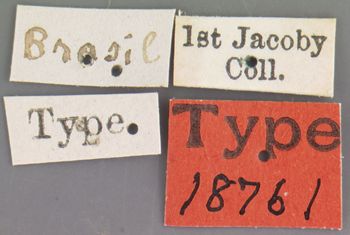 Brasil
1st Jacoby
Coll.
Type.
Type
18761